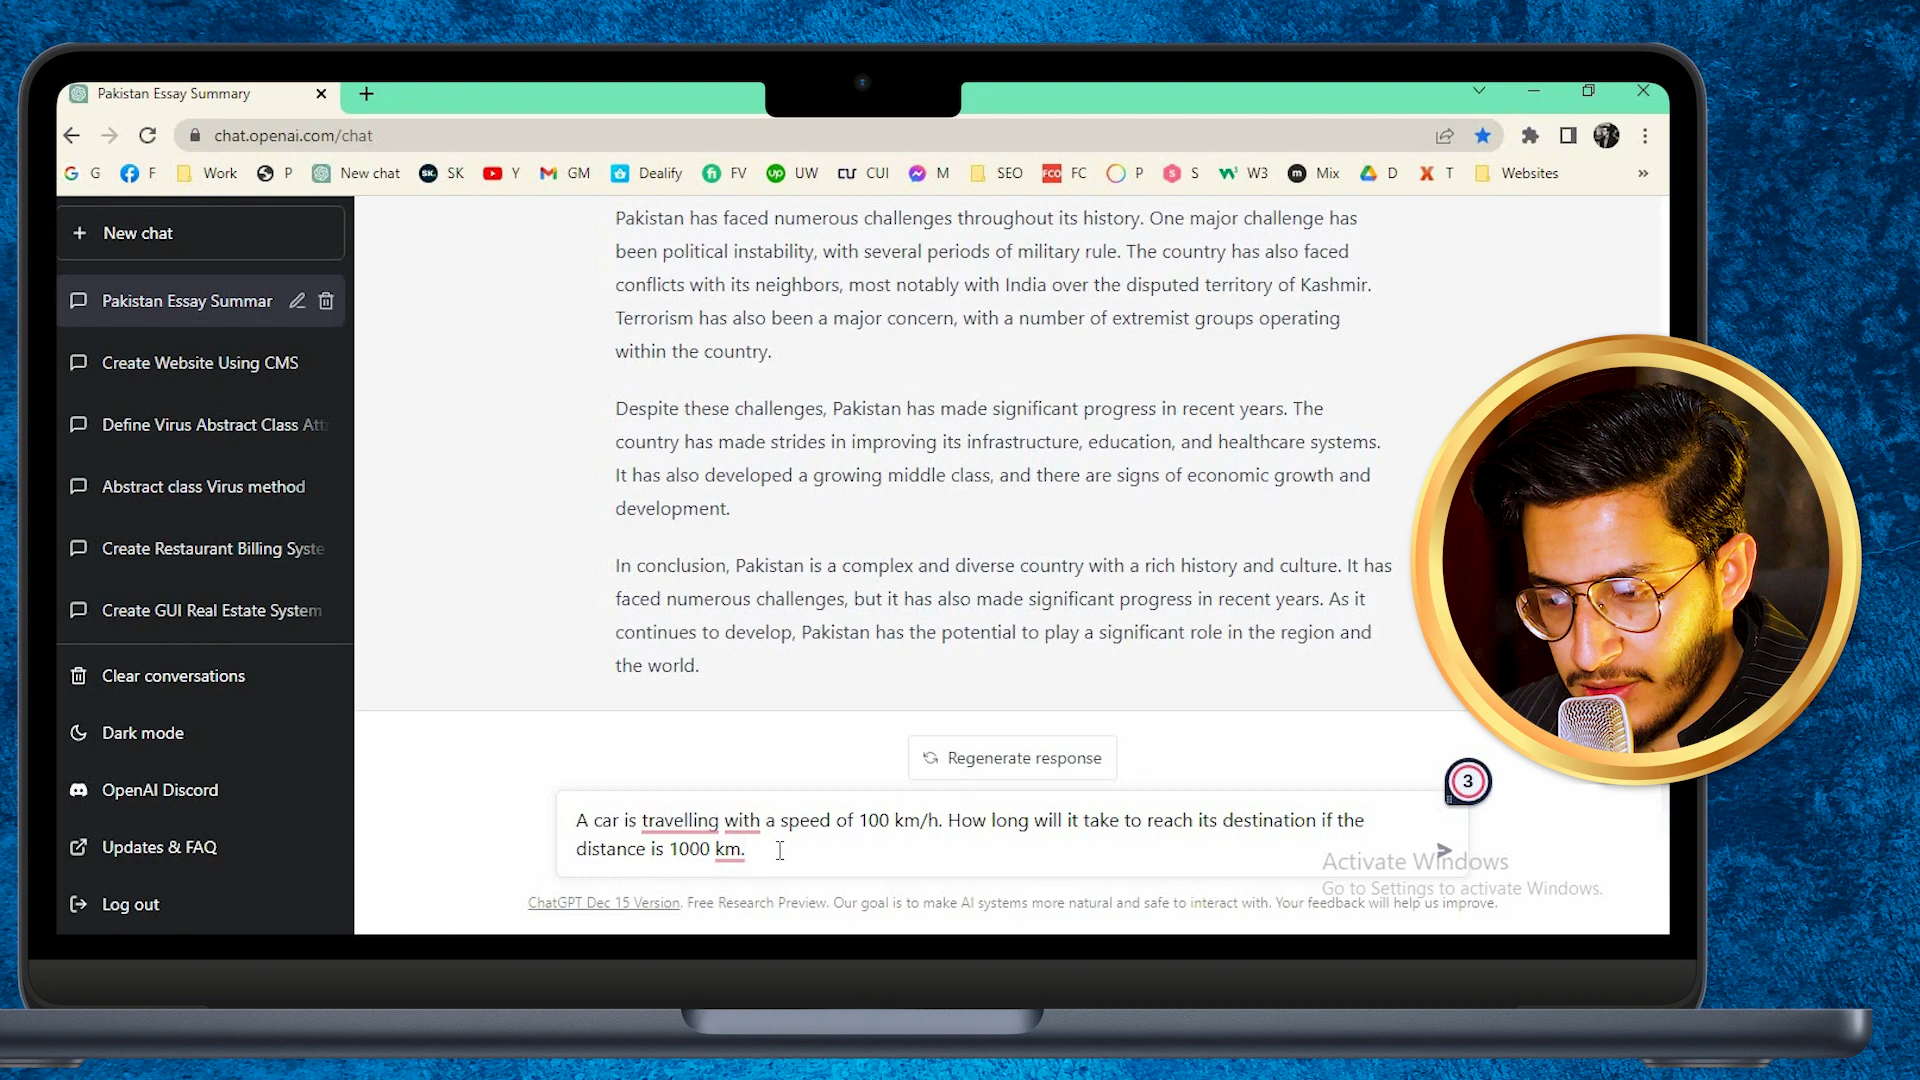 Pakistan Essay Summary
chat.openai.com/chat
G F Work P New chat SK Y GM Dealify FV UW CUI M SEO FC P S W3 Mix D T Websites »
+ New chat
Pakistan Essay Summar
Create Website Using CMS
Define Virus Abstract Class Att
Abstract class Virus method
Create Restaurant Billing Syste
Create GUI Real Estate System
Clear conversations
Dark mode
OpenAI Discord
Updates & FAQ
Log out
Pakistan has faced numerous challenges throughout its history. One major challenge has
been political instability, with several periods of military rule. The country has also faced
conflicts with its neighbors, most notably with India over the disputed territory of Kashmir.
Terrorism has also been a major concern, with a number of extremist groups operating
within the country.
Despite these challenges, Pakistan has made significant progress in recent years. The
country has made strides in improving its infrastructure, education, and healthcare systems.
It has also developed a growing middle class, and there are signs of economic growth and
development.
In conclusion, Pakistan is a complex and diverse country with a rich history and culture. It has
faced numerous challenges, but it has also made significant progress in recent years. As it
continues to develop, Pakistan has the potential to play a significant role in the region and
the world.
Regenerate response
3
A car is travelling with a speed of 100 km/h. How long will it take to reach its destination if the
distance is 1000 km.
Activate Windows
Go to Settings to activate Windows.
ChatGPT Dec 15 Version. Free Research Preview. Our goal is to make AI systems more natural and safe to interact with. Your feedback will help us improve.